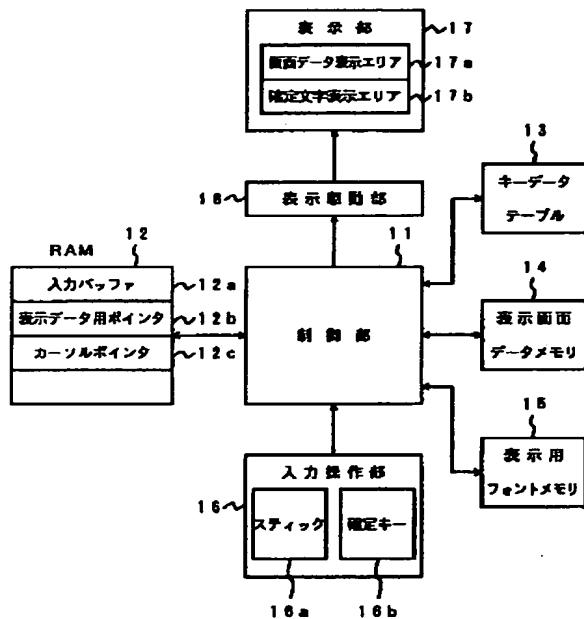 表示部
17
画面データ表示エリア
17a
確定文字表示エリア
17b
13
キーデータ
テーブル
18
表示駆動部
RAM
12
11
入力バッファ
12a
表示データ用ポインタ
12b
カーソルポインタ
12c
制御部
14
表示画面
データメモリ
15
表示用
フォントメモリ
入力操作部
16
スティック
確定キー
16a
16b